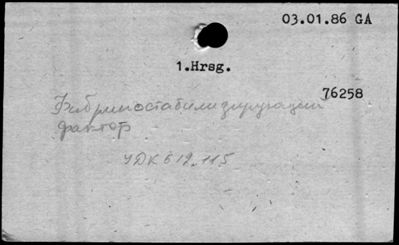 03.01.86 GA
1.Hrsg.
76258
Фибриностабилизирующий
фактор
УДК 612.115